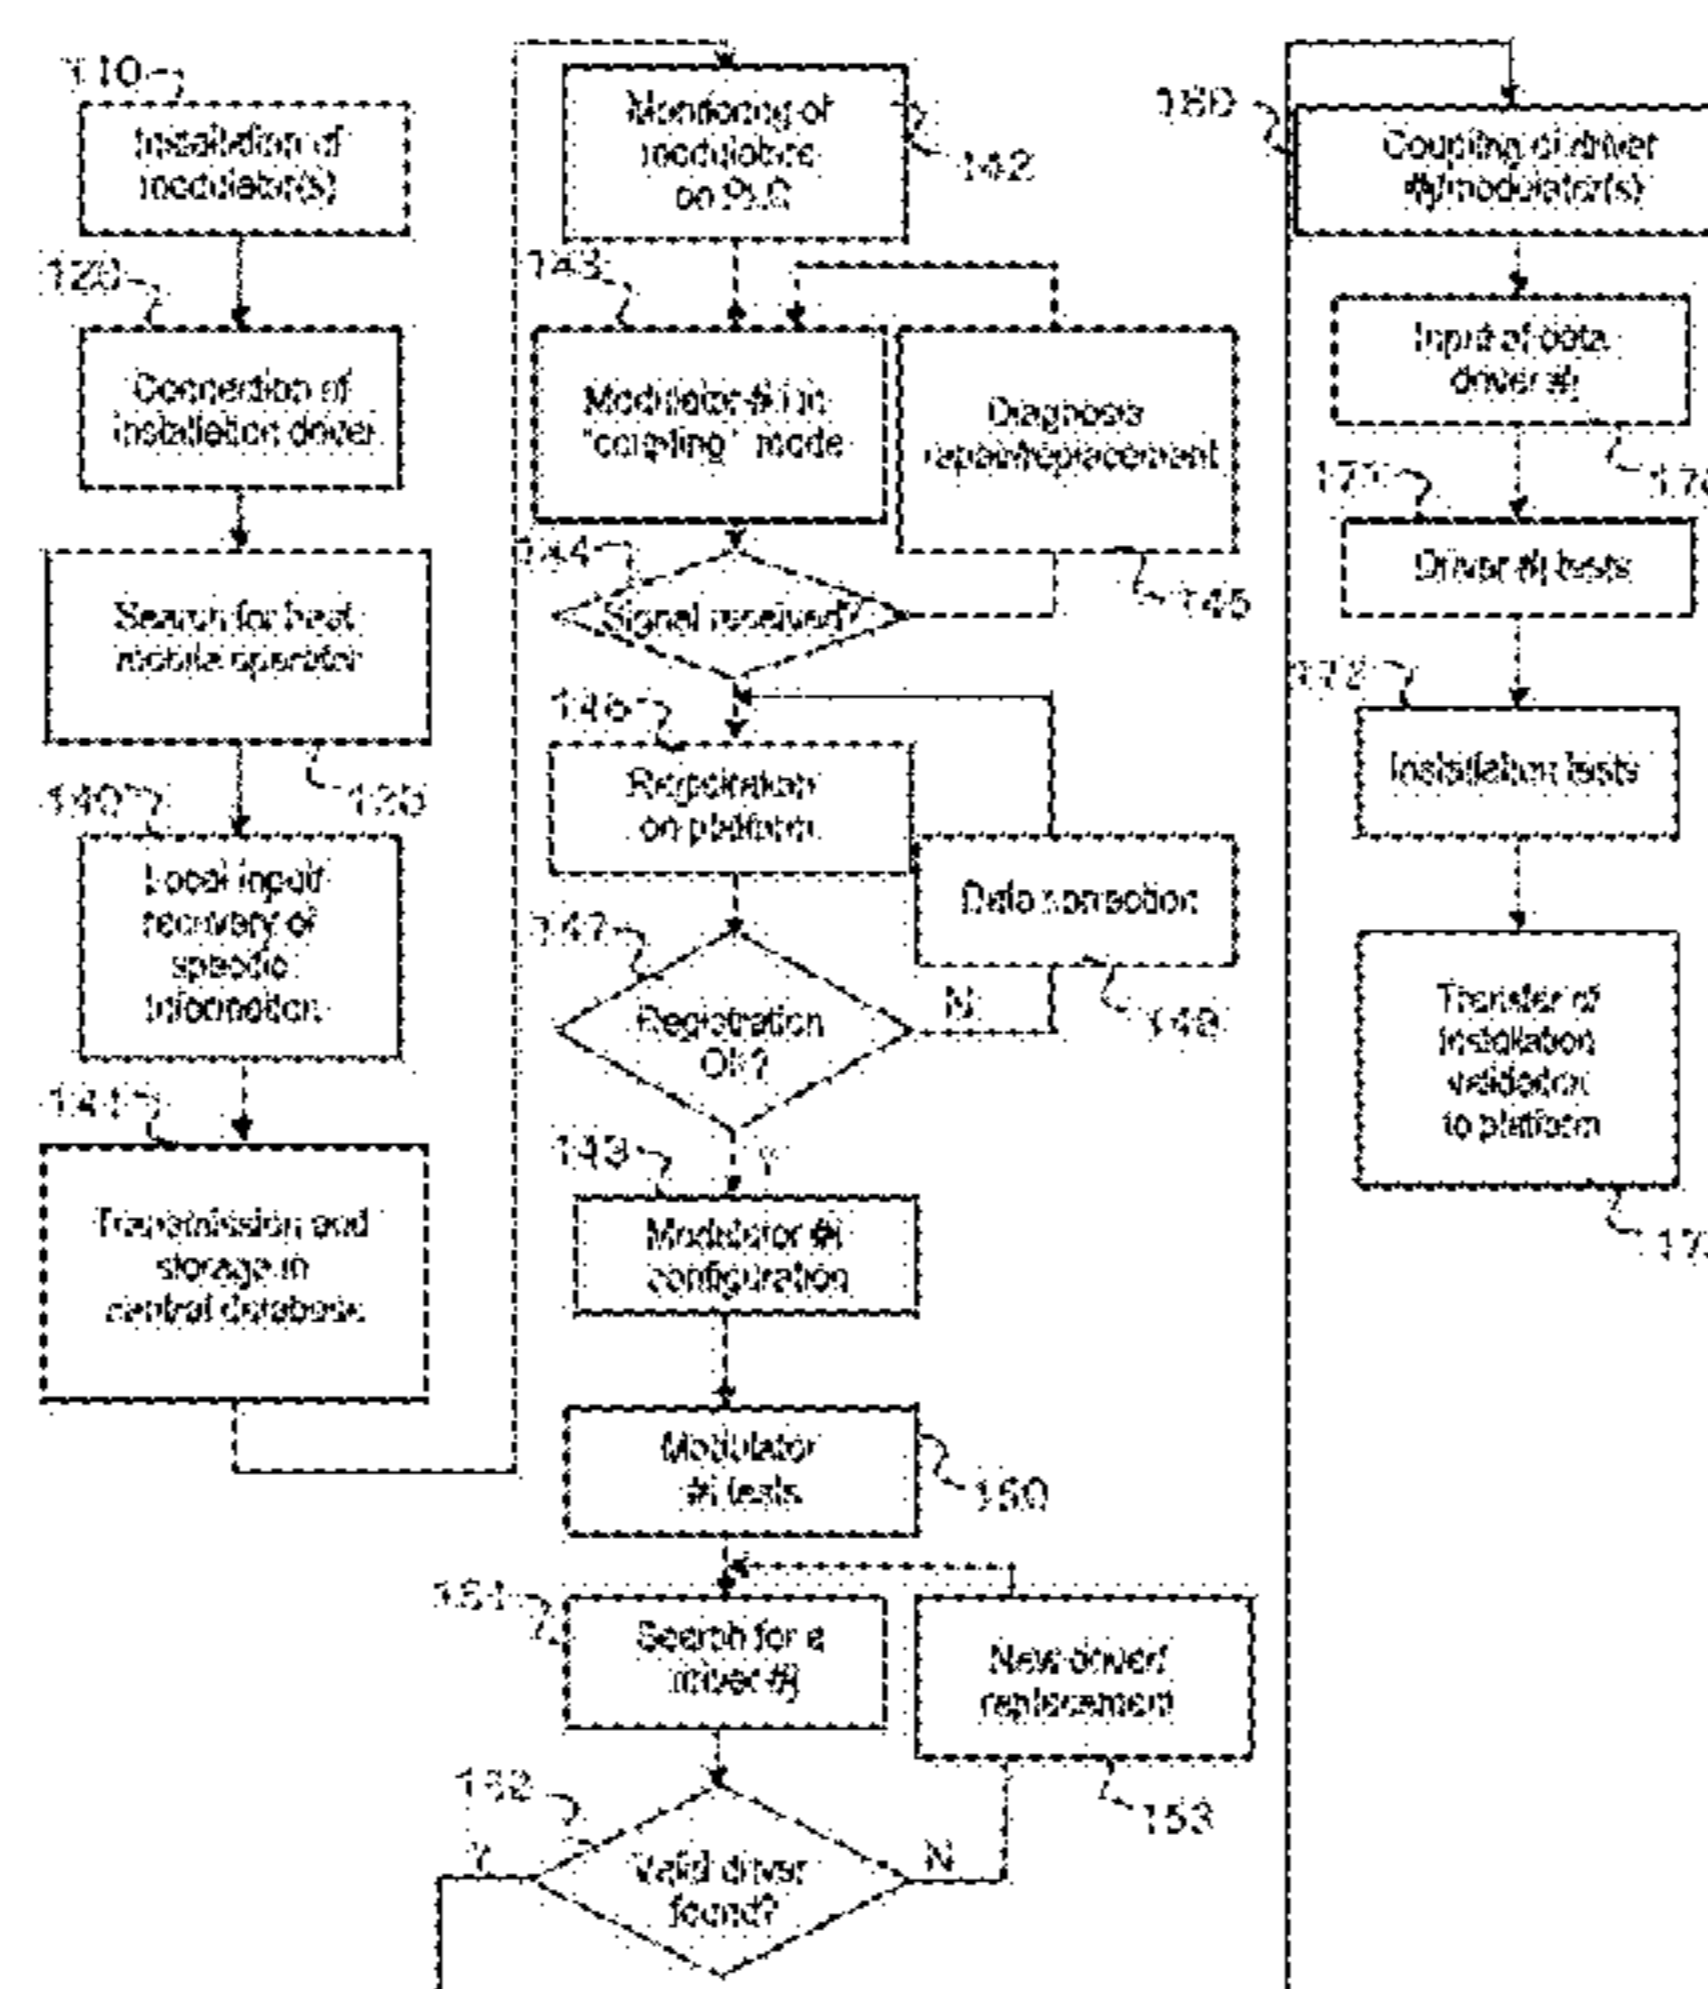 110
Installation of
modulator(s)
120
Connection of
installation driver
Search for best
mobile operator
130
140
Local input/
recovery of
specific
information
141
Transmission and
storage in
central database
Monitoring of
modulators
on PLC
142
143
Modulator #i in
"coupling" mode
Diagnosis
repair/replacement
144
Signal received?
145
146
Registration
on platform
Data correction
147
Registration
OK?
N
149
Y
Modulator #i
configuration
Modulator
#i tests
150
151
Search for a
driver #j
New driver/
replacement
152
153
Valid driver
found?
Y
N
160
Coupling of driver
#j/modulator(s)
Input of data
driver #j
171
Driver #j tests
172
Installation tests
Transfer of
installation
validation
to platform